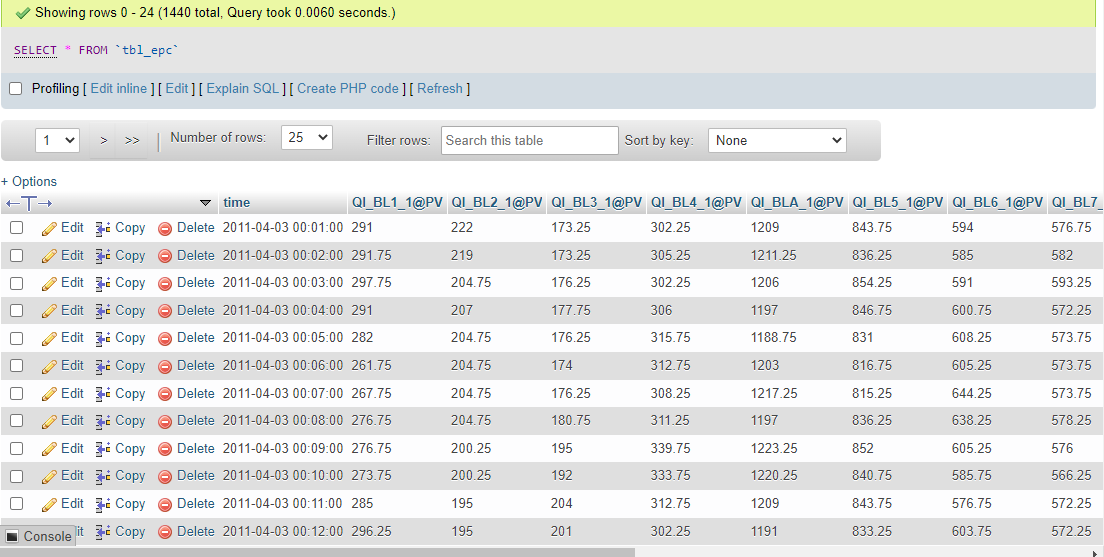 Showing rows 0 - 24 (1440 total, Query took 0.0060 seconds.)
SELECT * FROM `tbl_epc`
Profiling [ Edit inline ] [ Edit ] [ Explain SQL ] [ Create PHP code ] [ Refresh ]
1 > >> | Number of rows: 25 Filter rows: Search this table Sort by key: None
+ Options
←T→ time QI_BL1_1@PV QI_BL2_1@PV QI_BL3_1@PV QI_BL4_1@PV QI_BLA_1@PV QI_BL5_1@PV QI_BL6_1@PV QI_BL7_
Edit Copy Delete 2011-04-03 00:01:00 291 222 173.25 302.25 1209 843.75 594 576.75
Edit Copy Delete 2011-04-03 00:02:00 291.75 219 173.25 305.25 1211.25 836.25 585 582
Edit Copy Delete 2011-04-03 00:03:00 297.75 204.75 176.25 302.25 1206 854.25 591 593.25
Edit Copy Delete 2011-04-03 00:04:00 291 207 177.75 306 1197 846.75 600.75 572.25
Edit Copy Delete 2011-04-03 00:05:00 282 204.75 176.25 315.75 1188.75 831 608.25 573.75
Edit Copy Delete 2011-04-03 00:06:00 261.75 204.75 174 312.75 1203 816.75 605.25 573.75
Edit Copy Delete 2011-04-03 00:07:00 267.75 204.75 176.25 308.25 1217.25 815.25 644.25 573.75
Edit Copy Delete 2011-04-03 00:08:00 276.75 204.75 180.75 311.25 1197 836.25 638.25 578.25
Edit Copy Delete 2011-04-03 00:09:00 276.75 200.25 195 339.75 1223.25 852 605.25 576
Edit Copy Delete 2011-04-03 00:10:00 273.75 200.25 192 333.75 1220.25 840.75 585.75 566.25
Edit Copy Delete 2011-04-03 00:11:00 285 195 204 312.75 1209 843.75 576.75 572.25
Console it Copy Delete 2011-04-03 00:12:00 296.25 195 201 302.25 1191 833.25 603.75 572.25